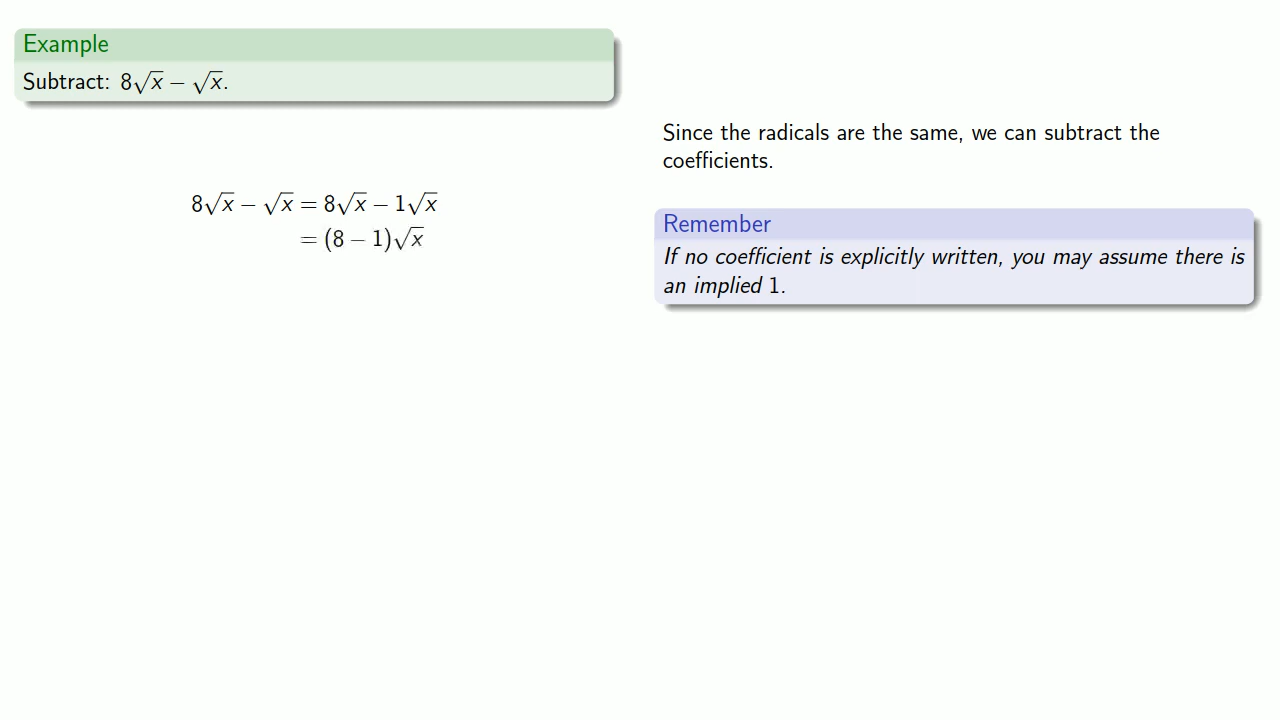 Example
Subtract: 8√x − √x.
Since the radicals are the same, we can subtract the
coefficients.
8√x − √x = 8√x − 1√x
= (8 − 1)√x
Remember
If no coefficient is explicitly written, you may assume there is
an implied 1.